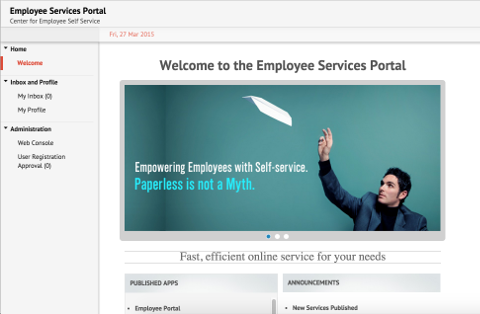 Employee Services Portal
Center for Employee Self Service
Fri, 27 Mar 2015
Home
Welcome
Inbox and Profile
My Inbox (0)
My Profile
Administration
Web Console
User Registration
Approval (0)
Welcome to the Employee Services Portal
Empowering Employees with Self-service.
Paperless is not a Myth.
Fast, efficient online service for your needs
PUBLISHED APPS
Employee Portal
ANNOUNCEMENTS
New Services Published